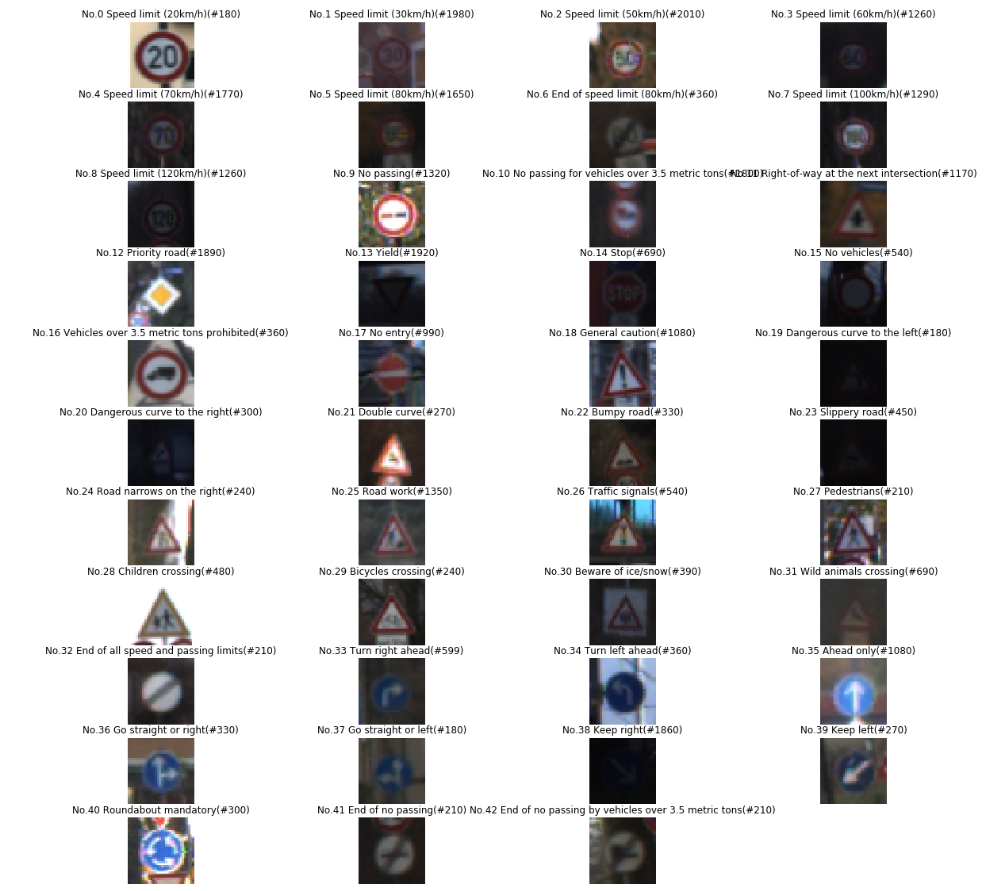 No.0 Speed limit (20km/h)(#180)
No.1 Speed limit (30km/h)(#1980)
No.2 Speed limit (50km/h)(#2010)
No.3 Speed limit (60km/h)(#1260)
20
30
50
60
No.4 Speed limit (70km/h)(#1770)
No.5 Speed limit (80km/h)(#1650)
No.6 End of speed limit (80km/h)(#360)
No.7 Speed limit (100km/h)(#1290)
70
100
No.8 Speed limit (120km/h)(#1260)
No.9 No passing(#1320)
No.10 No passing for vehicles over 3.5 metric tons(#1800)
No.11 Right-of-way at the next intersection(#1170)
120
No.12 Priority road(#1890)
No.13 Yield(#1920)
No.14 Stop(#690)
No.15 No vehicles(#540)
STOP
No.16 Vehicles over 3.5 metric tons prohibited(#360)
No.17 No entry(#990)
No.18 General caution(#1080)
No.19 Dangerous curve to the left(#180)
No.20 Dangerous curve to the right(#300)
No.21 Double curve(#270)
No.22 Bumpy road(#330)
No.23 Slippery road(#450)
No.24 Road narrows on the right(#240)
No.25 Road work(#1350)
No.26 Traffic signals(#540)
No.27 Pedestrians(#210)
No.28 Children crossing(#480)
No.29 Bicycles crossing(#240)
No.30 Beware of ice/snow(#390)
No.31 Wild animals crossing(#690)
No.32 End of all speed and passing limits(#210)
No.33 Turn right ahead(#599)
No.34 Turn left ahead(#360)
No.35 Ahead only(#1080)
No.36 Go straight or right(#330)
No.37 Go straight or left(#180)
No.38 Keep right(#1860)
No.39 Keep left(#270)
No.40 Roundabout mandatory(#300)
No.41 End of no passing(#210)
No.42 End of no passing by vehicles over 3.5 metric tons(#210)